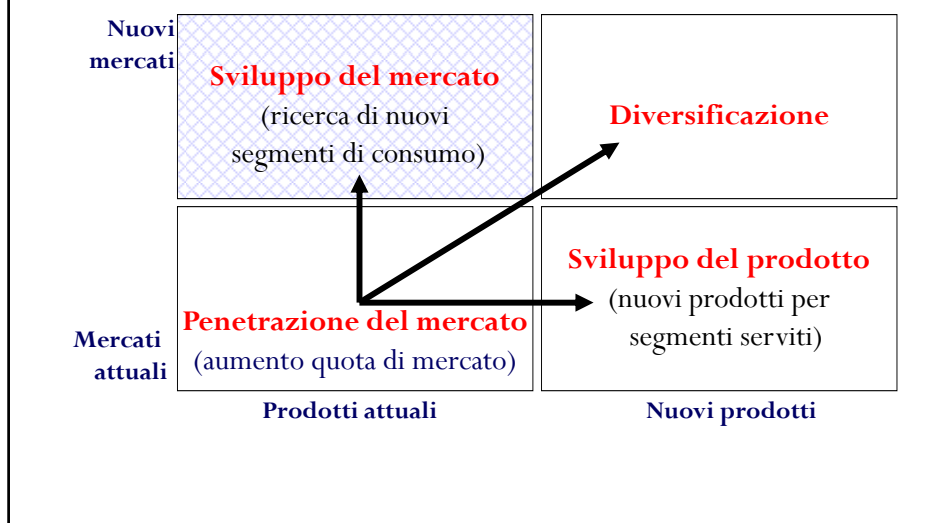 Nuovi
mercati
Sviluppo del mercato
(ricerca di nuovi
segmenti di consumo)
Diversificazione
Mercati
attuali
Penetrazione del mercato
(aumento quota di mercato)
Sviluppo del prodotto
(nuovi prodotti per
segmenti serviti)
Prodotti attuali
Nuovi prodotti